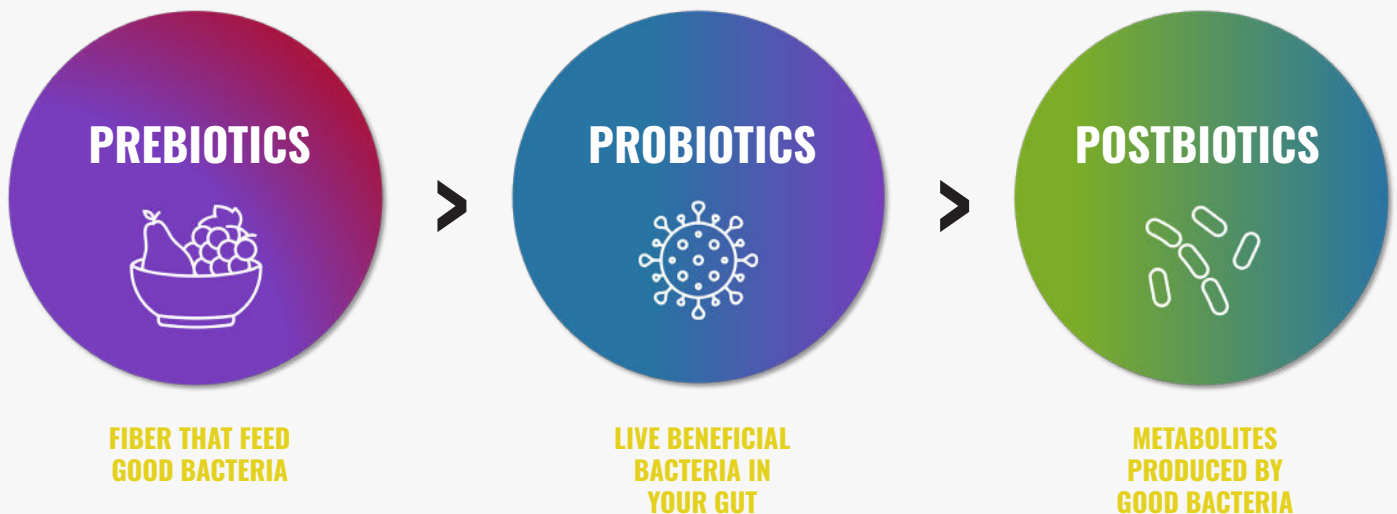 PREBIOTICS
>
PROBIOTICS
>
POSTBIOTICS
FIBER THAT FEED
GOOD BACTERIA
LIVE BENEFICIAL
BACTERIA IN
YOUR GUT
METABOLITES
PRODUCED BY
GOOD BACTERIA